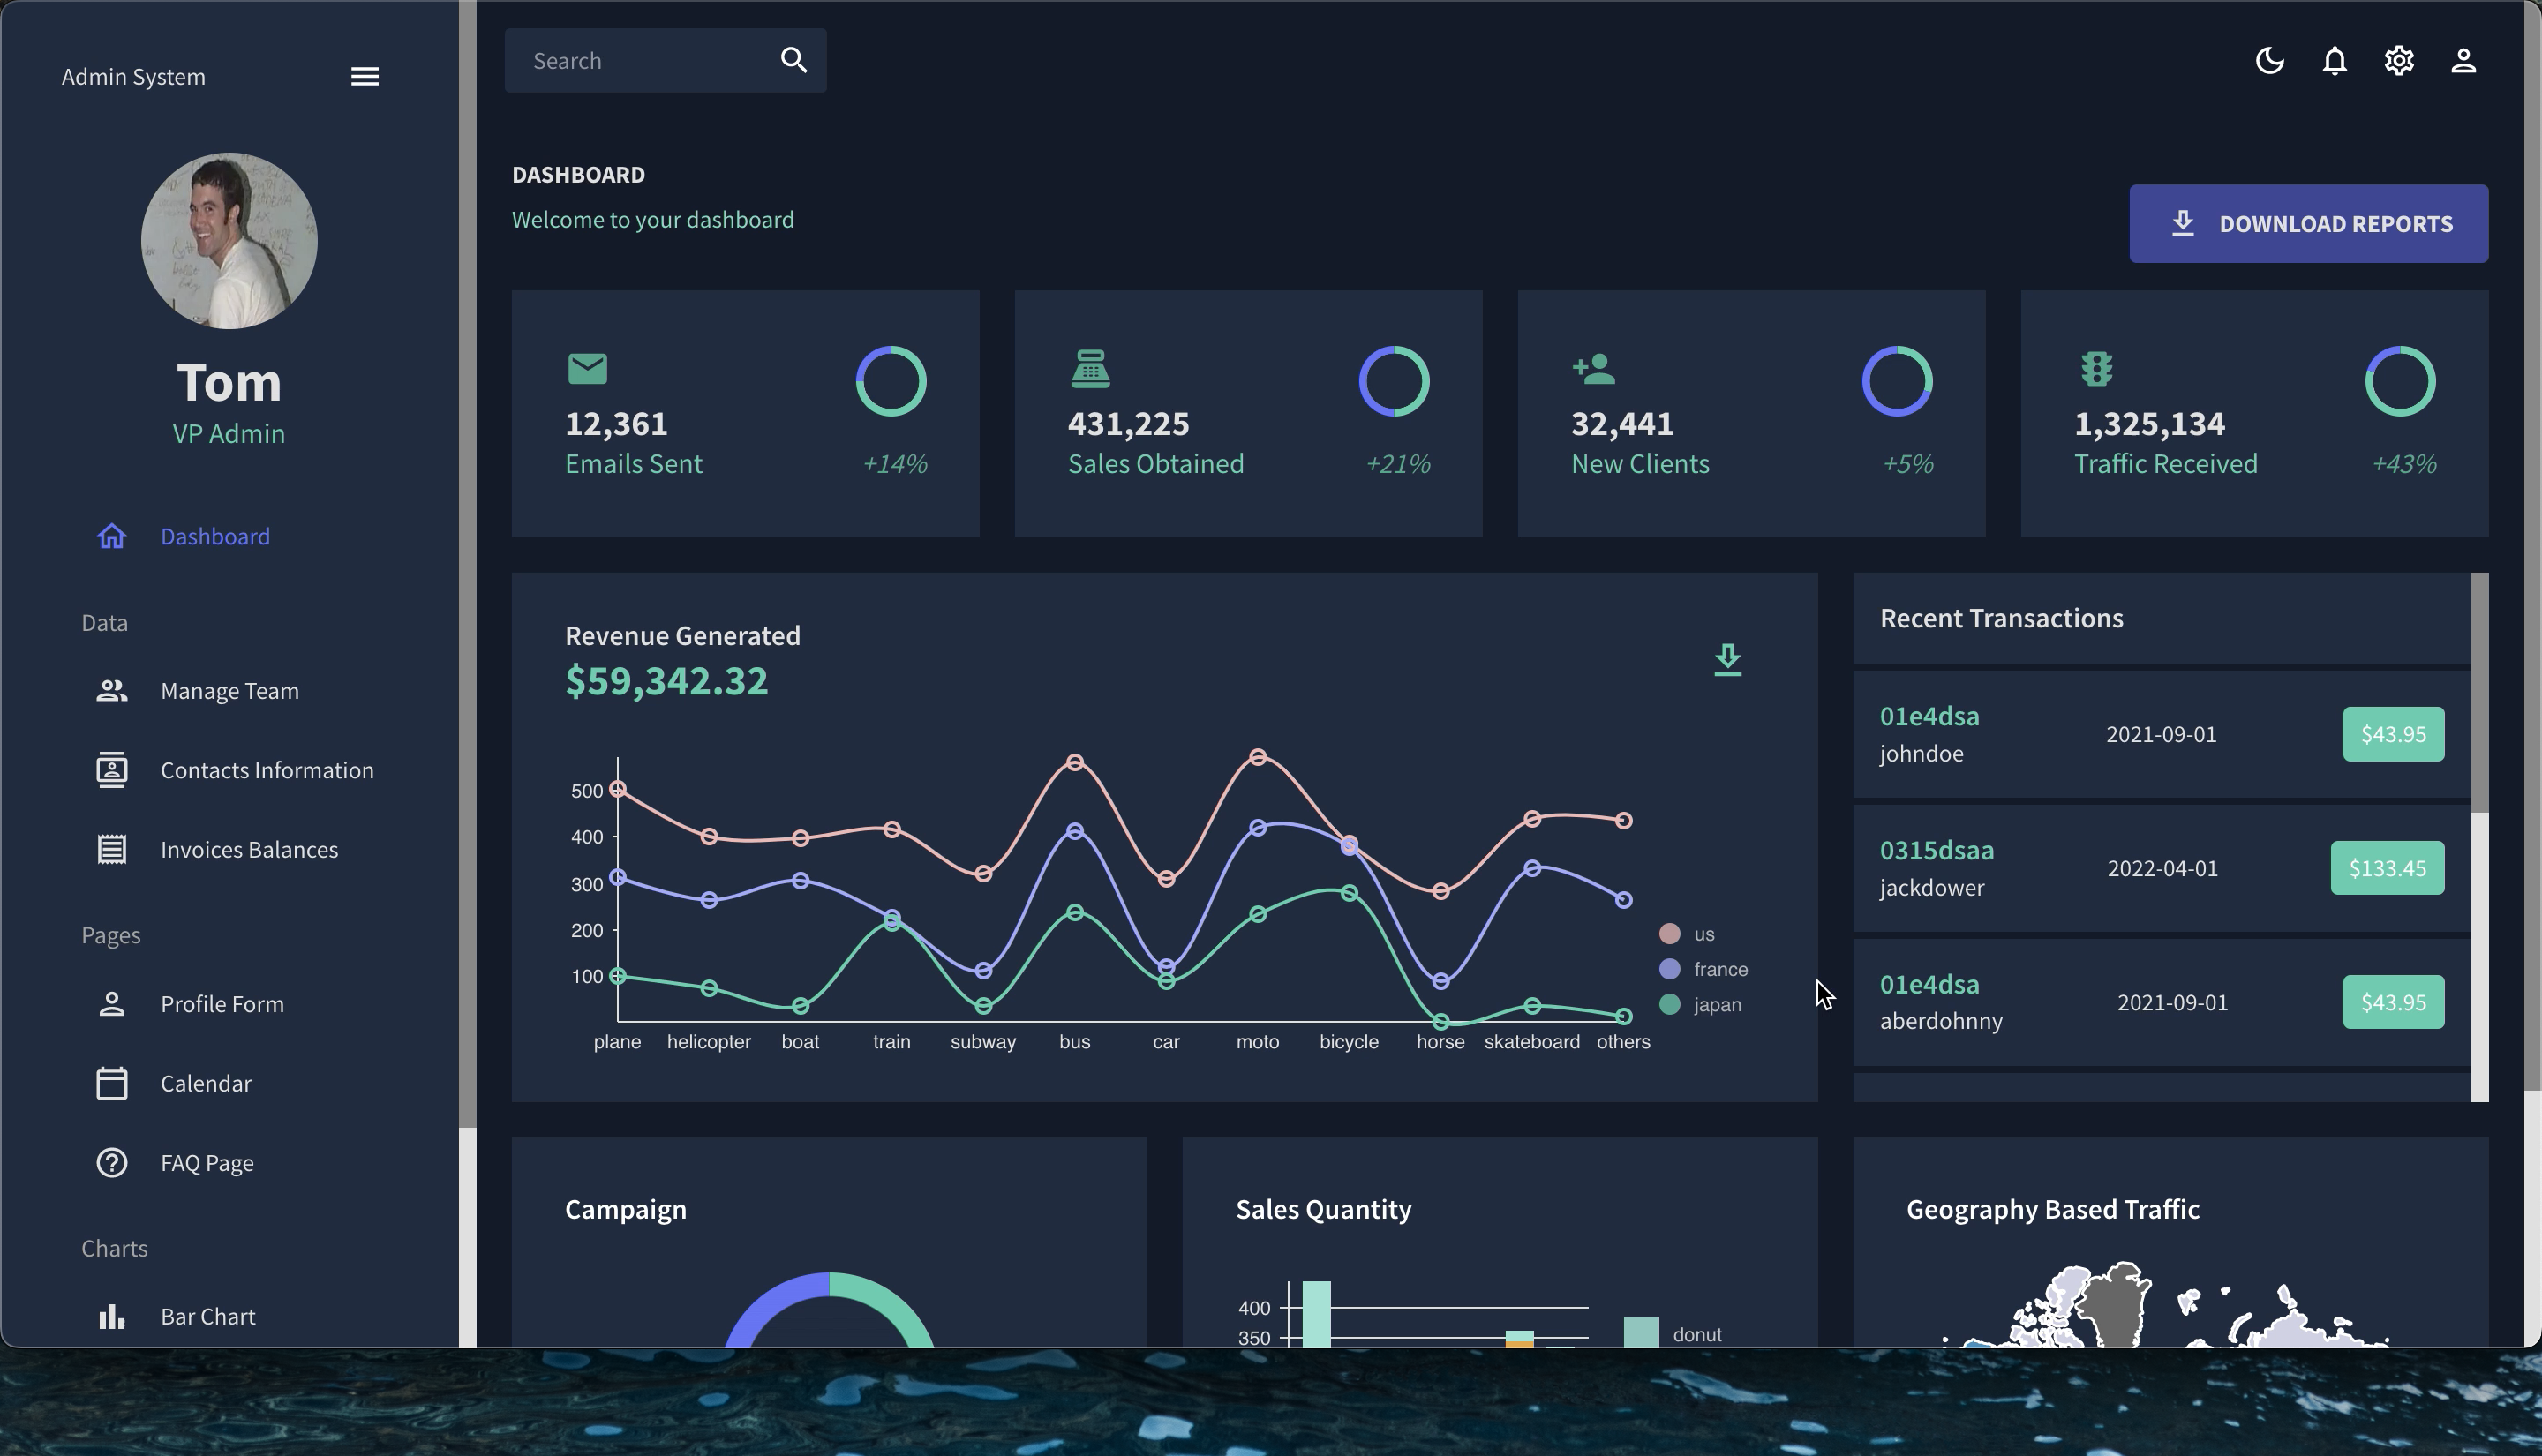 Admin System
Search
Tom
VP Admin
Dashboard
Data
Manage Team
Contacts Information
Invoices Balances
Pages
Profile Form
Calendar
FAQ Page
Charts
Bar Chart
DASHBOARD
Welcome to your dashboard
DOWNLOAD REPORTS
12,361
Emails Sent +14%
431,225
Sales Obtained +21%
32,441
New Clients +5%
1,325,134
Traffic Received +43%
Revenue Generated
$59,342.32
500
400
300
200
100
plane helicopter boat train subway bus car moto bicycle horse skateboard others
us
france
japan
Recent Transactions
01e4dsa
johndoe
2021-09-01
$43.95
0315dsaa
jackdower
2022-04-01
$133.45
01e4dsa
aberdohnny
2021-09-01
$43.95
Campaign
Sales Quantity
400
350
donut
Geography Based Traffic